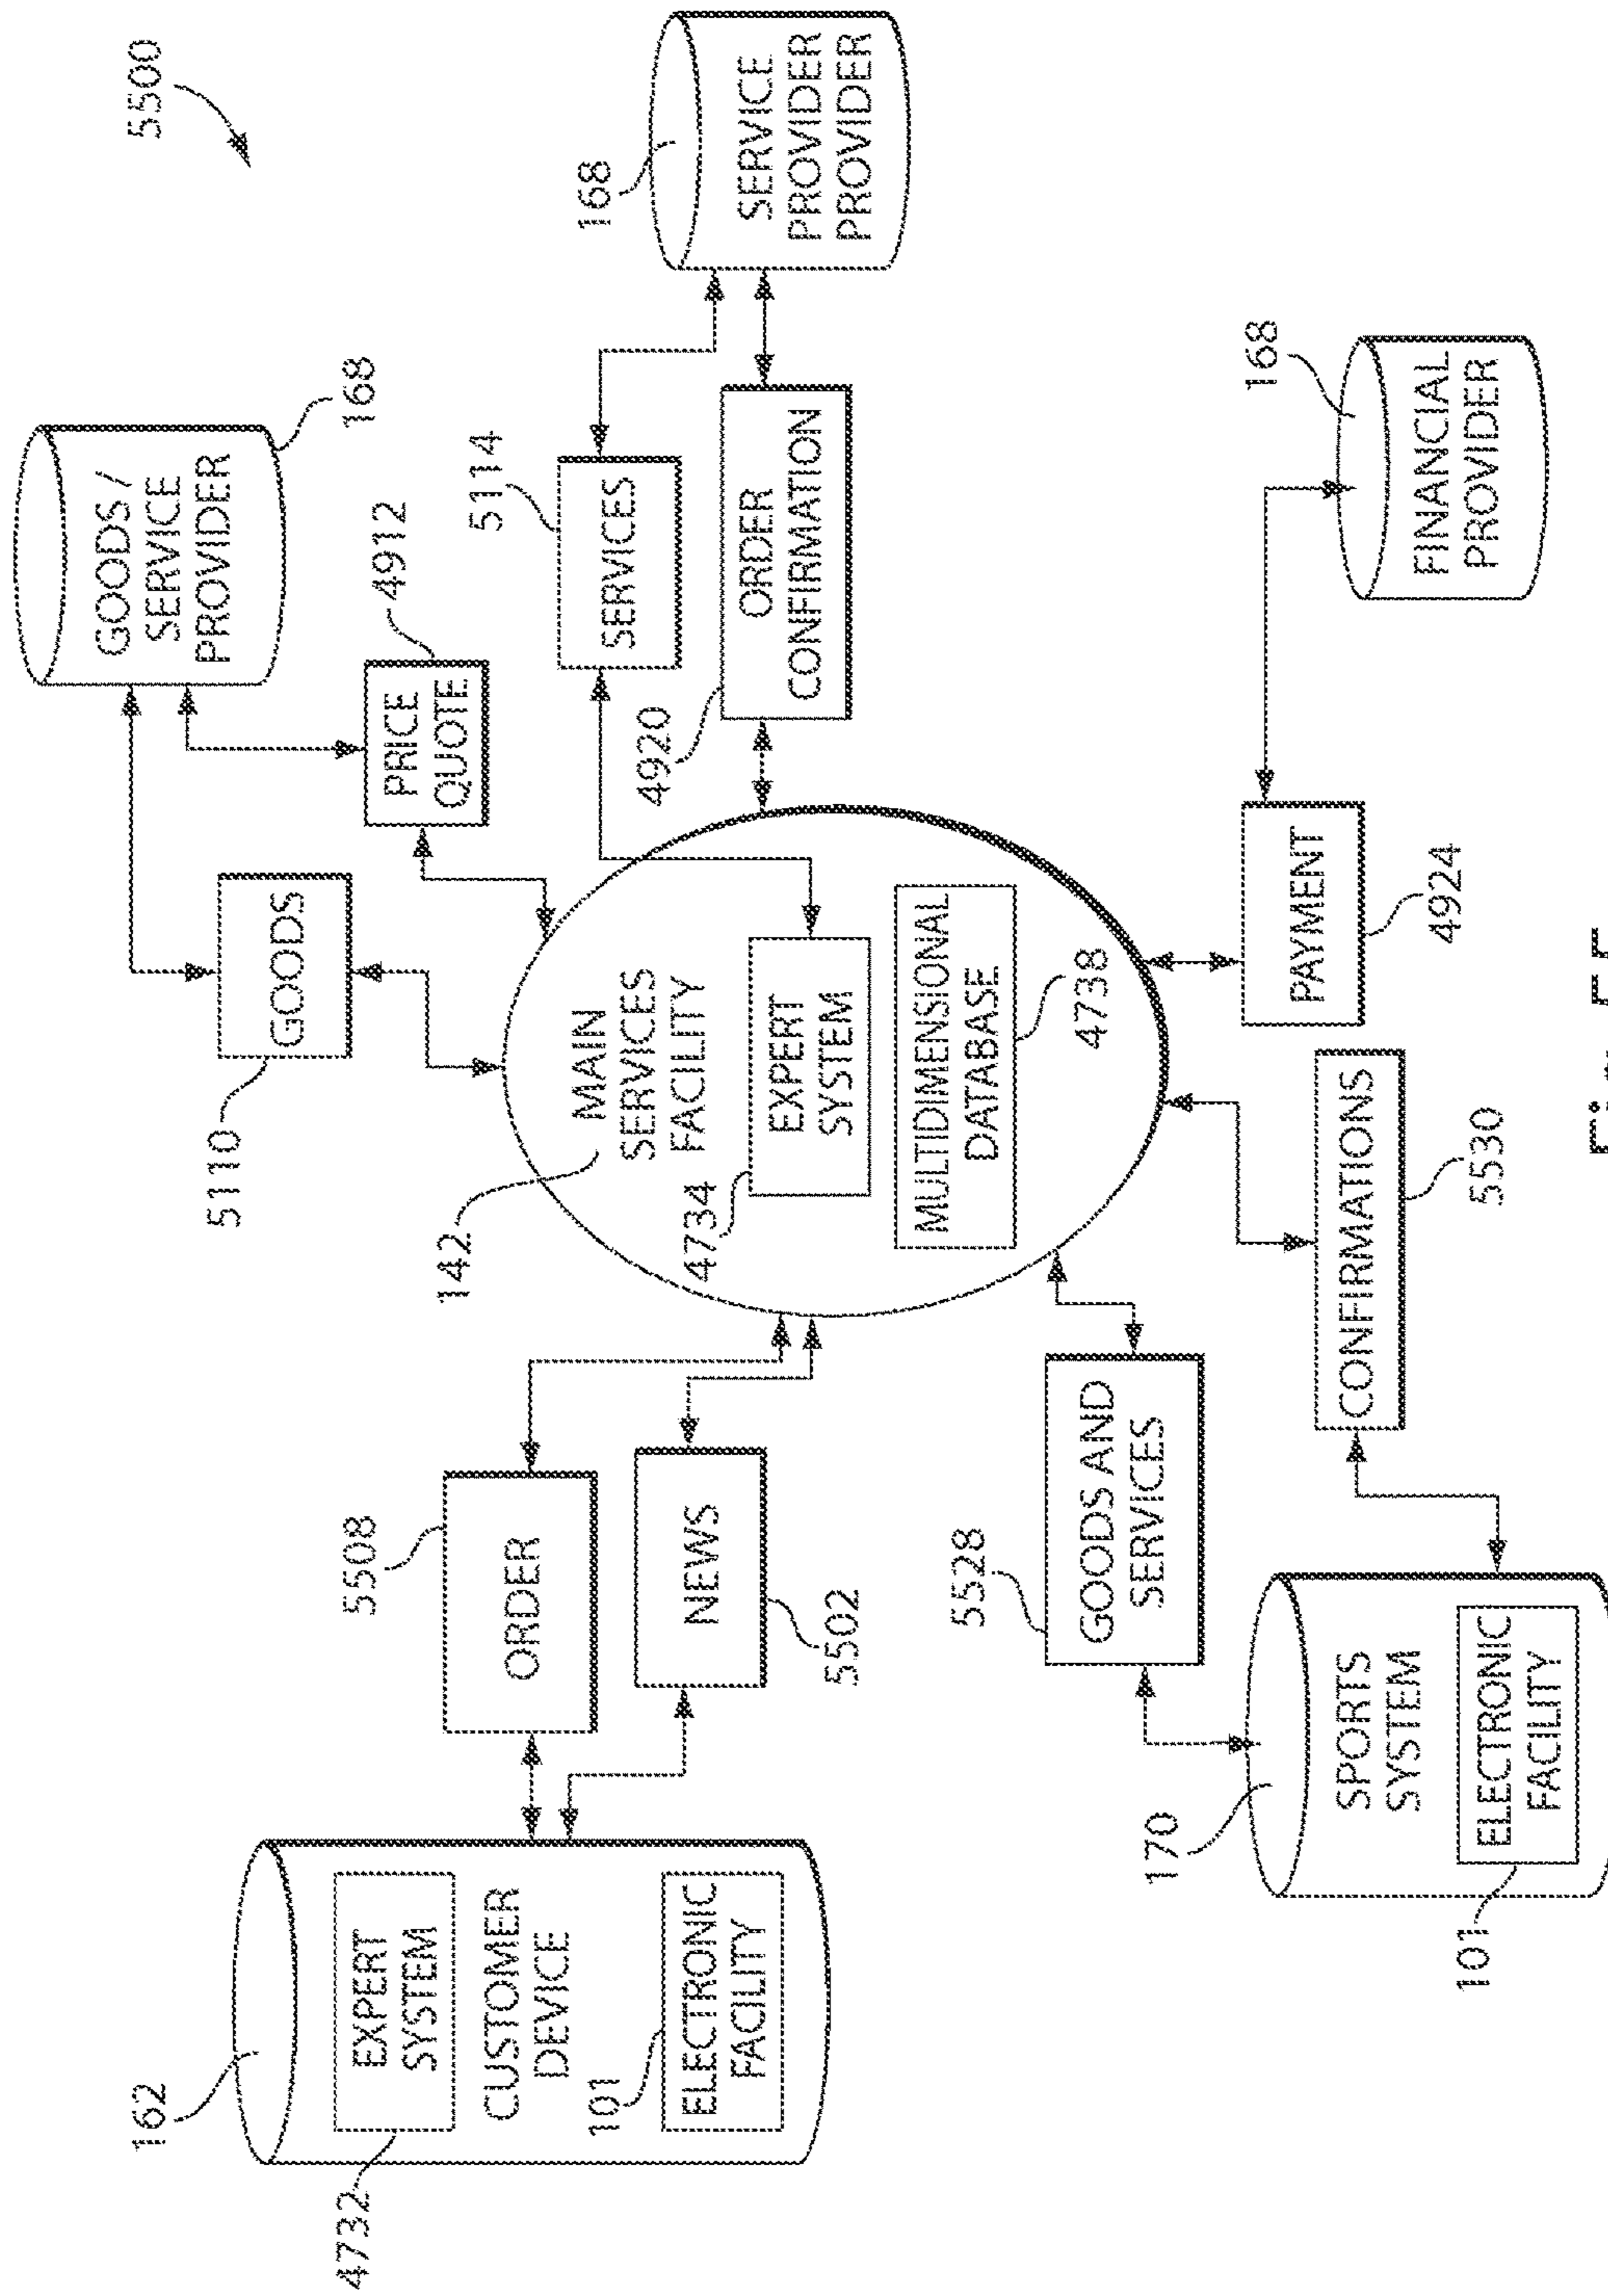 5500
162
EXPERT
SYSTEM
4732
CUSTOMER
DEVICE
101
ELECTRONIC
FACILITY
5508
ORDER
NEWS
5502
5110
GOODS
GOODS /
SERVICE
PROVIDER
168
PRICE
QUOTE
4912
142
MAIN
SERVICES
FACILITY
4734
EXPERT
SYSTEM
MULTIDIMENSIONAL
DATABASE
4738
5114
SERVICES
4920
ORDER
CONFIRMATION
168
SERVICE
PROVIDER
PROVIDER
5528
GOODS AND
SERVICES
170
SPORTS
SYSTEM
101
ELECTRONIC
FACILITY
CONFIRMATIONS
5530
PAYMENT
4924
168
FINANCIAL
PROVIDER